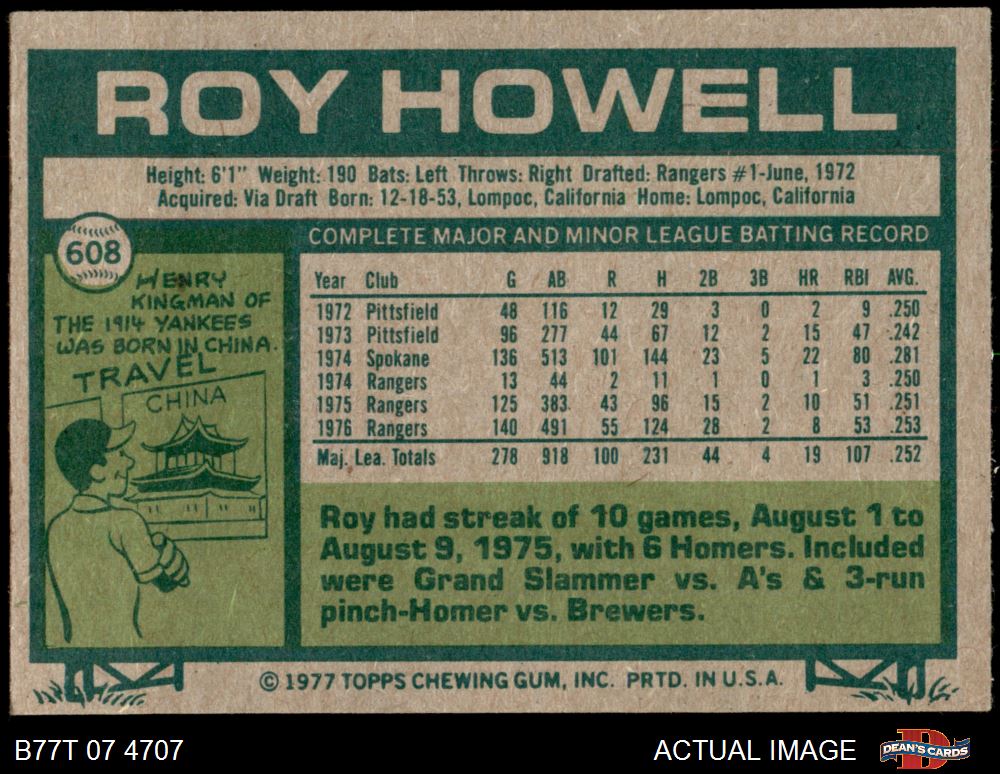 ROY HOWELL
Height: 6'1" Weight: 190 Bats: Left Throws: Right Drafted: Rangers #1-June, 1972
Acquired: Via Draft Born: 12-18-53, Lompoc, California Home: Lompoc, California
608
HENRY
KINGMAN OF
THE 1914 YANKEES
WAS BORN IN CHINA.
TRAVEL
CHINA
COMPLETE MAJOR AND MINOR LEAGUE BATTING RECORD
Year Club G AB R H 2B 3B HR RBI AVG.
1972 Pittsfield 48 116 12 29 3 0 2 9 .250
1973 Pittsfield 96 277 44 67 12 2 15 47 .242
1974 Spokane 136 513 101 144 23 5 22 80 .281
1974 Rangers 13 44 2 11 1 0 1 3 .250
1975 Rangers 125 383 43 96 15 2 10 51 .251
1976 Rangers 140 491 55 124 28 2 8 53 .253
Maj. Lea. Totals 278 918 100 231 44 4 19 107 .252
Roy had streak of 10 games, August 1 to
August 9, 1975, with 6 Homers. Included
were Grand Slammer vs. A's & 3-run
pinch-Homer vs. Brewers.
© 1977 TOPPS CHEWING GUM, INC. PRTD. IN U.S.A.
B77T 07 4707
ACTUAL IMAGE
DEAN'S CARDS